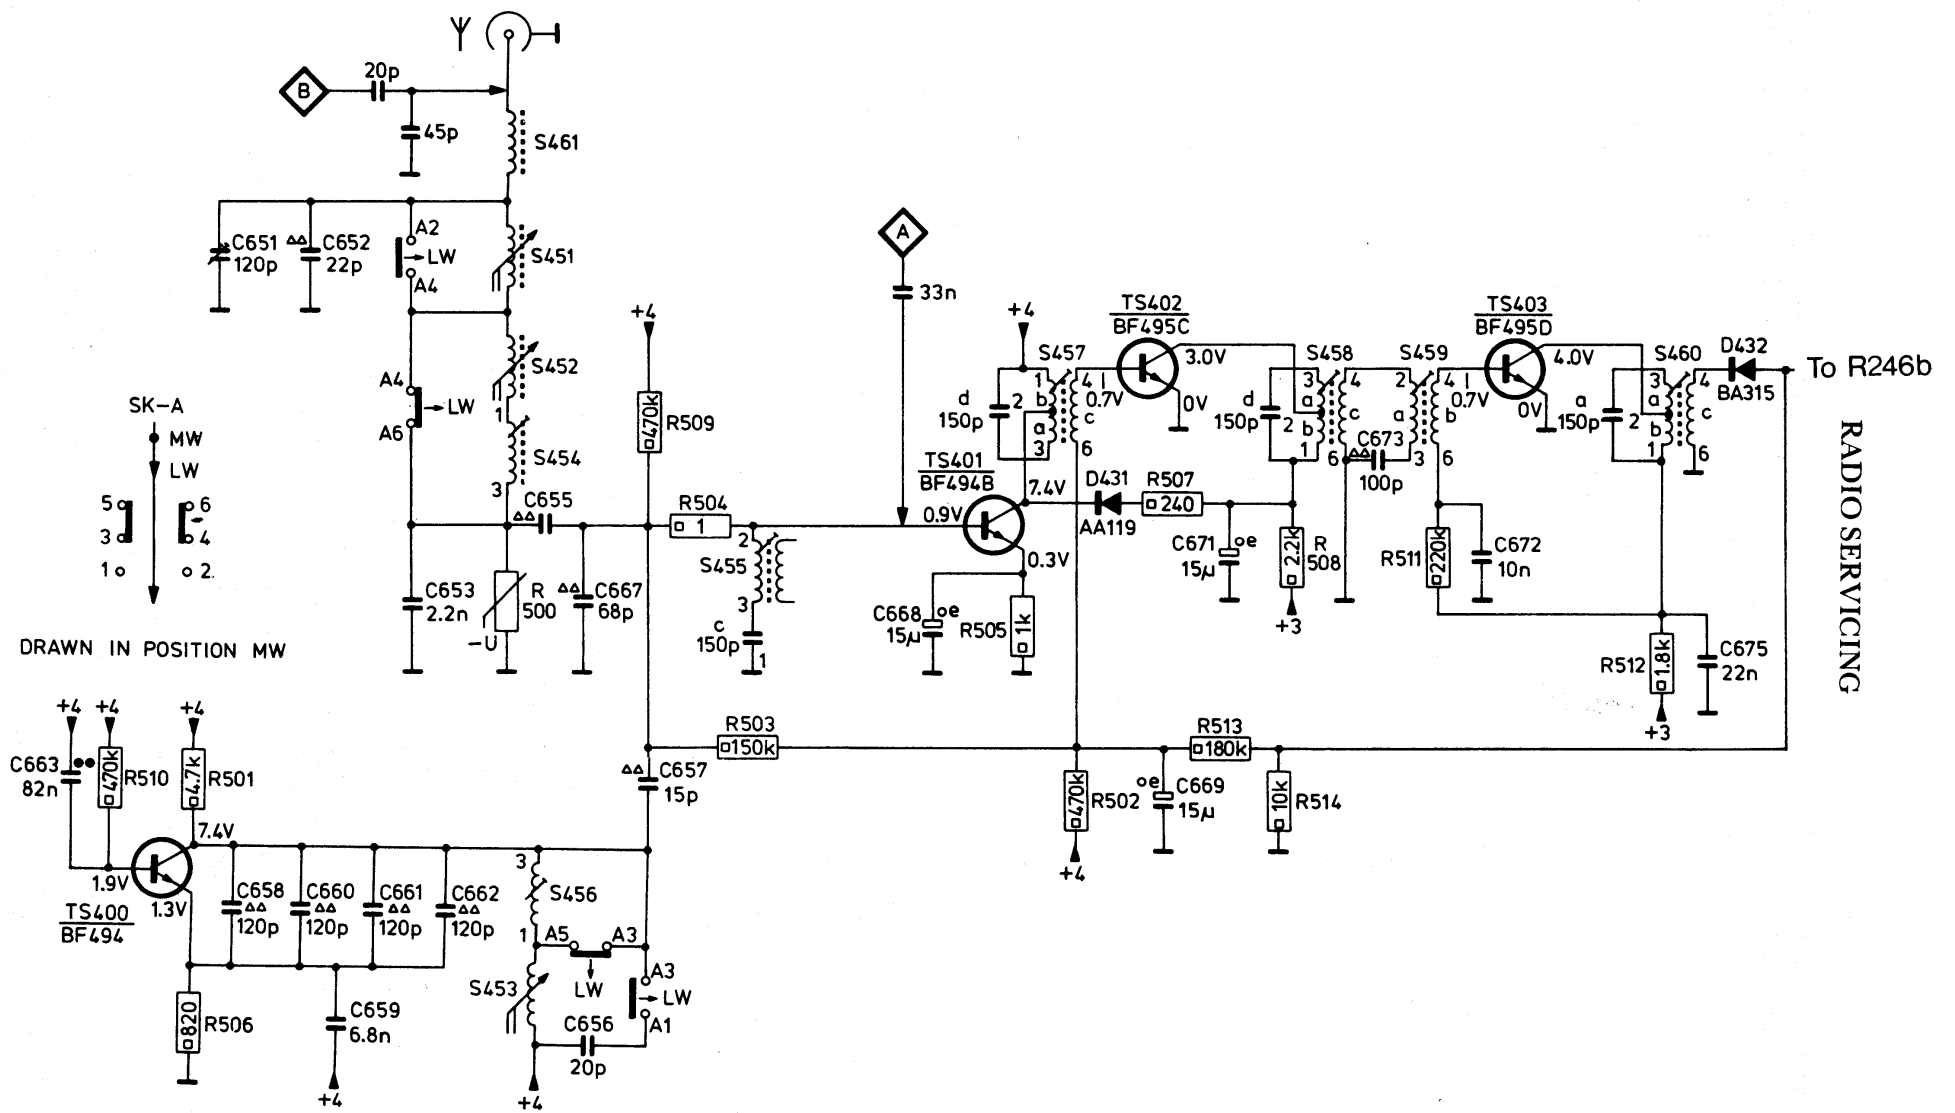 B
20p
45p
S461
C651
120p
C652
22p
A2
LW
A4
S451
A4
LW
A6
S452
1
S454
3
SK-A
MW
LW
5
6
3
4
1
2
DRAWN IN POSITION MW
C653
2.2n
R
500
-U
C655
C667
68p
+4
470k
R509
R504
1
A
33n
2
S455
3
c
150p
1
TS401
BF494B
0.9V
7.4V
0.3V
C668
oe
15µ
R505
1k
+4
S457
d
150p
2
1
b
a
3
4
c
6
0.7V
TS402
BF495C
3.0V
0V
D431
AA119
R507
240
C671
oe
15µ
2.2k
R
508
+3
d
150p
2
S458
3
a
b
1
4
c
6
C673
100p
S459
2
a
3
4
b
6
0.7V
TS403
BF495D
4.0V
0V
R511
220k
C672
10n
a
150p
2
S460
3
a
b
1
4
c
6
D432
BA315
To R246b
R512
1.8k
+3
C675
22n
RADIO SERVICING
R503
150k
R513
180k
470k
R502
+4
oe
C669
15µ
10k
R514
C657
15p
+4
+4
+4
C663
82n
470k
R510
4.7k
R501
7.4V
1.9V
1.3V
TS400
BF494
C658
120p
C660
120p
C661
120p
C662
120p
820
R506
C659
6.8n
+4
3
S456
1
A5
A3
LW
S453
A3
LW
A1
C656
20p
+4